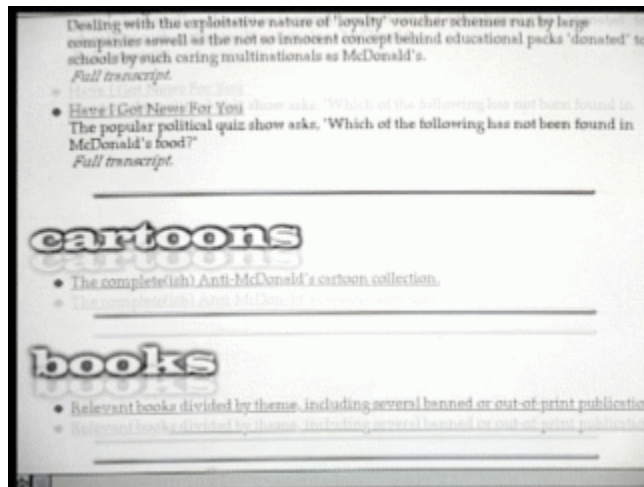 Dealing with the exploitative nature of 'loyalty' voucher schemes run by large
companies aswell as the not so innocent concept behind educational packs 'donated' to
schools by such caring multinationals as McDonald's.
Full transcript.
Have I Got News For You
The popular political quiz show asks, 'Which of the following has not been found in
McDonald's food?'
Full transcript.
cartoons
The complete(ish) Anti-McDonald's cartoon collection.
books
Relevant books divided by theme, including several banned or out-of-print publicatio